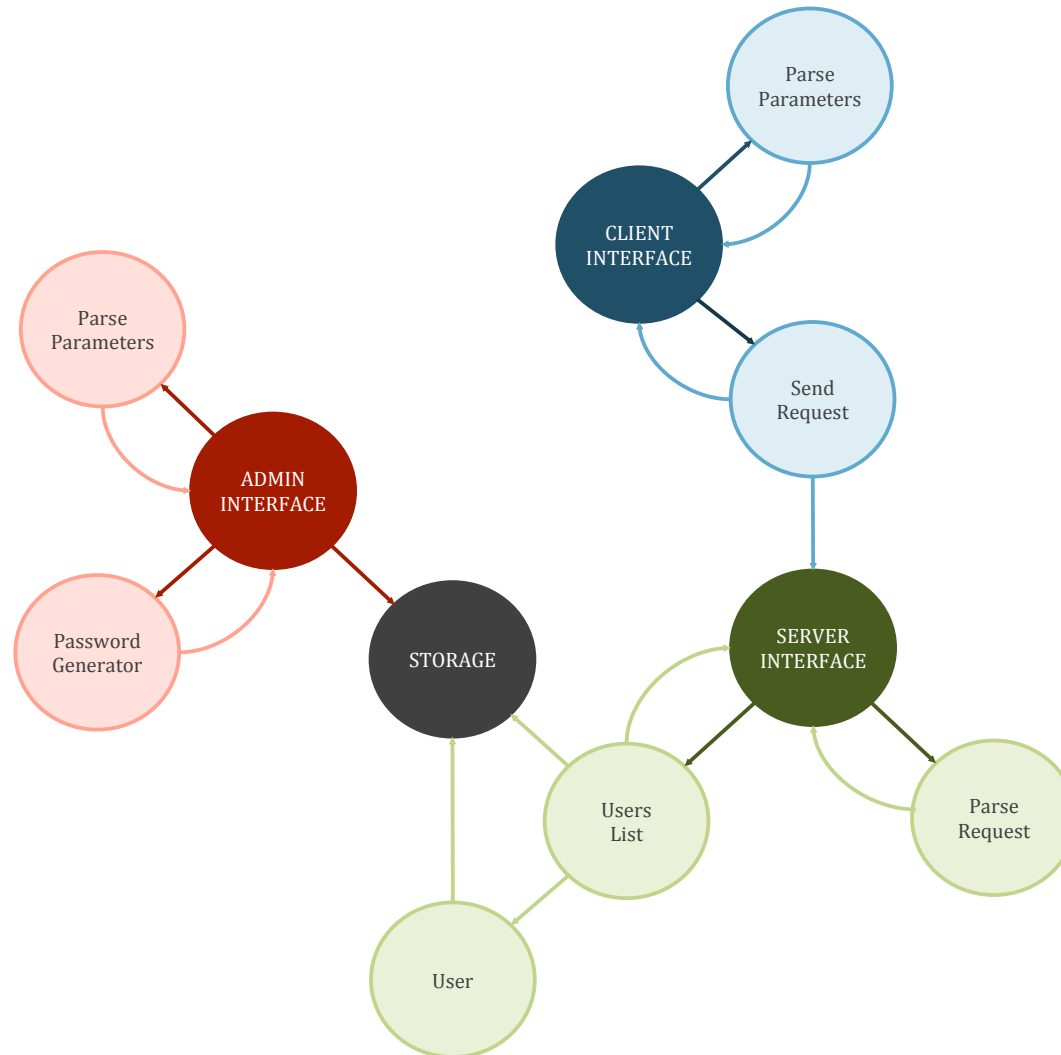 Parse
Parameters
CLIENT
INTERFACE
Parse
Parameters
Send
Request
ADMIN
INTERFACE
Password
Generator
STORAGE
SERVER
INTERFACE
Users
List
Parse
Request
User